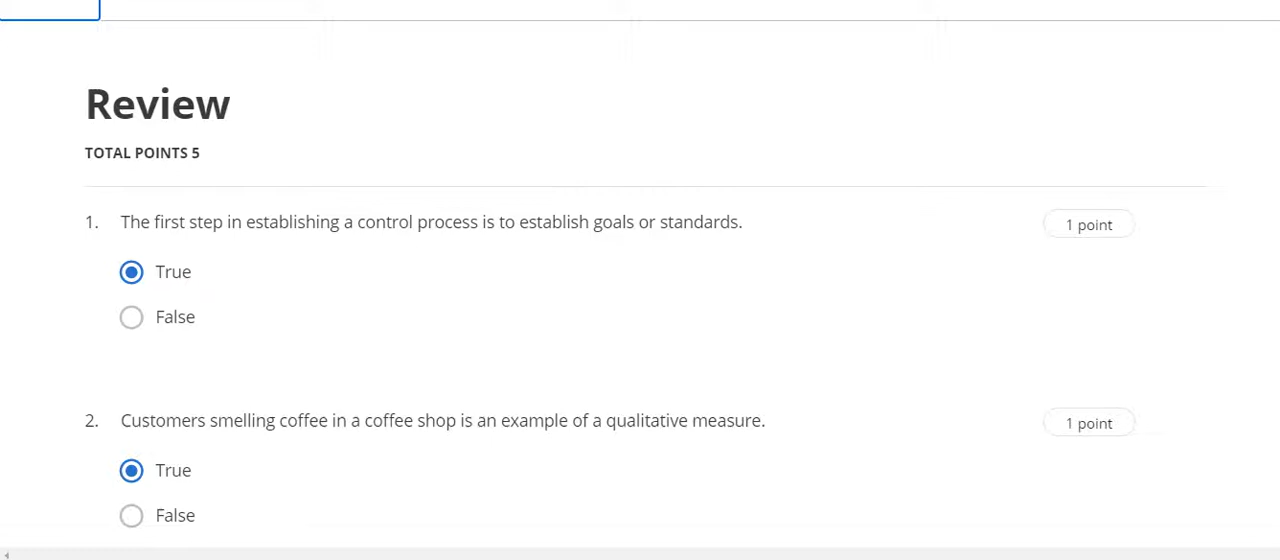 Review
TOTAL POINTS 5
1. The first step in establishing a control process is to establish goals or standards.
1 point
True
False
2. Customers smelling coffee in a coffee shop is an example of a qualitative measure.
1 point
True
False